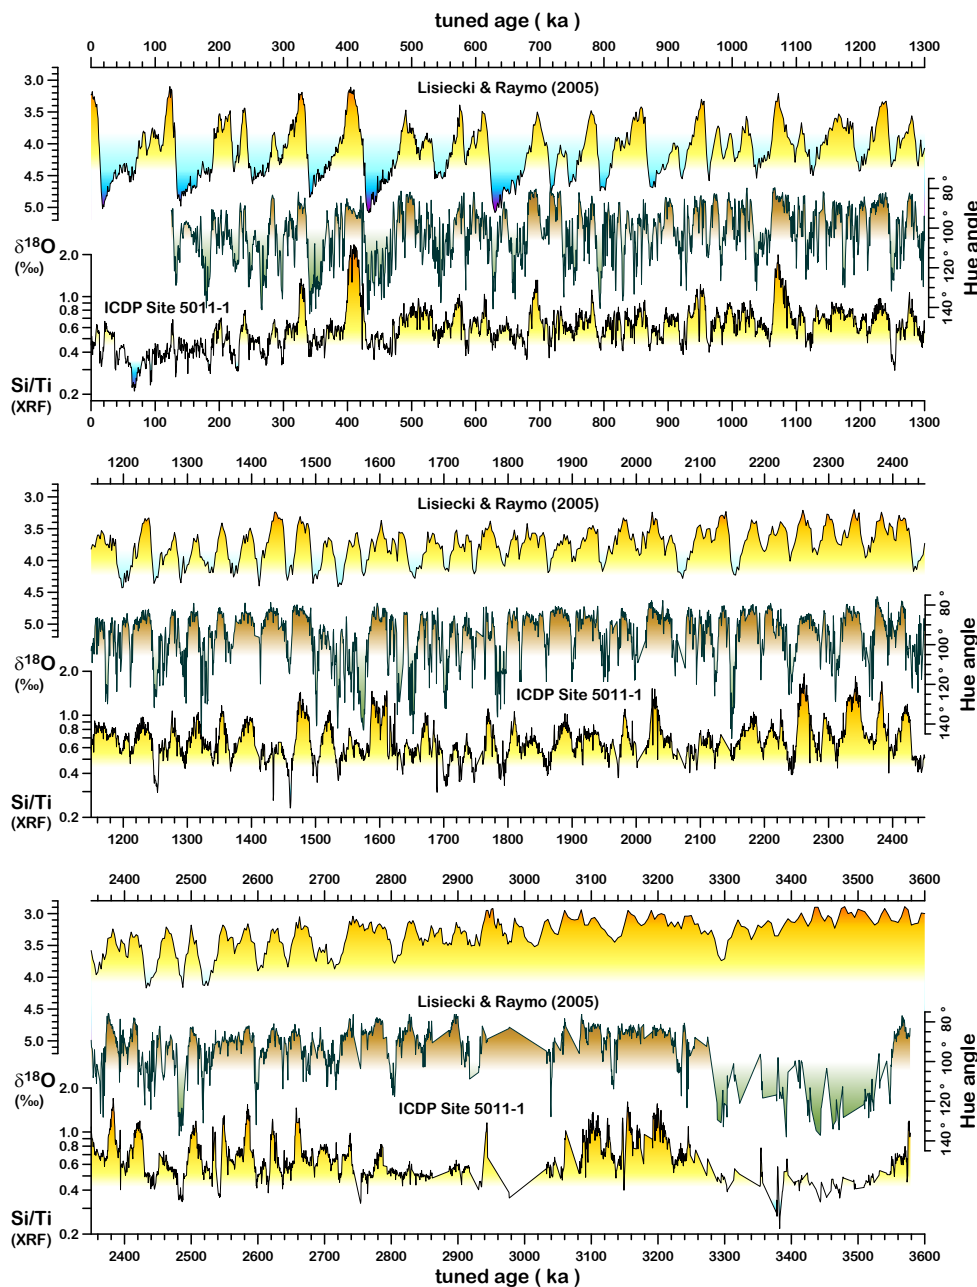 tuned age ( ka )
0 100 200 300 400 500 600 700 800 900 1000 1100 1200 1300
Lisiecki & Raymo (2005)
3.0
3.5
4.0
4.5
5.0
δ18O
(‰)
80°
100°
120°
140°
Hue angle
ICDP Site 5011-1
2.0
1.0
0.8
0.6
0.4
0.2
Si/Ti
(XRF)
0 100 200 300 400 500 600 700 800 900 1000 1100 1200 1300
1200 1300 1400 1500 1600 1700 1800 1900 2000 2100 2200 2300 2400
Lisiecki & Raymo (2005)
3.0
3.5
4.0
4.5
5.0
δ18O
(‰)
80°
100°
120°
140°
Hue angle
ICDP Site 5011-1
2.0
1.0
0.8
0.6
0.4
0.2
Si/Ti
(XRF)
1200 1300 1400 1500 1600 1700 1800 1900 2000 2100 2200 2300 2400
2400 2500 2600 2700 2800 2900 3000 3100 3200 3300 3400 3500 3600
3.0
3.5
4.0
4.5
5.0
Lisiecki & Raymo (2005)
δ18O
(‰)
80°
100°
120°
140°
Hue angle
ICDP Site 5011-1
2.0
1.0
0.8
0.6
0.4
0.2
Si/Ti
(XRF)
2400 2500 2600 2700 2800 2900 3000 3100 3200 3300 3400 3500 3600
tuned age ( ka )